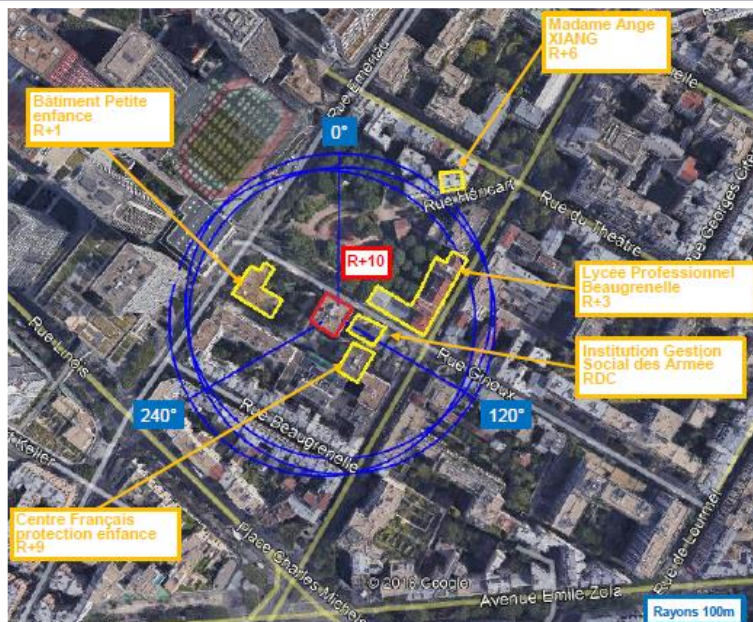 Madame Ange
XIANG
R+6
Rue Emeriau
Bâtiment Petite
enfance
R+1
0°
Rue Héricart
Rue du Théâtre
R+10
Lycée Professionnel
Beaugrenelle
R+3
Rue Linois
Rue Ginoux
Institution Gestion
Social des Armée
RDC
240°
120°
Rue Beaugrenelle
Centre Français
protection enfance
R+9
Place Charles Michels
Rue de Lourmel
© 2018 Google
Avenue Emile Zola
Rayons 100m